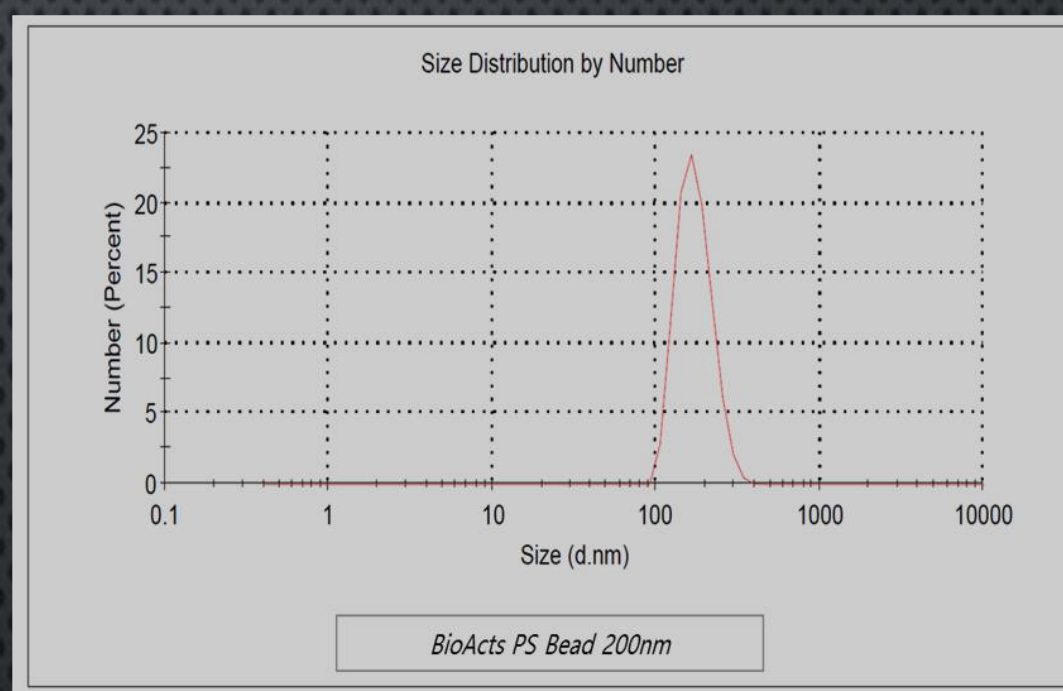 Size Distribution by Number
25
20
15
10
5
0
Number (Percent)
0.1 1 10 100 1000 10000
Size (d.nm)
BioActs PS Bead 200nm